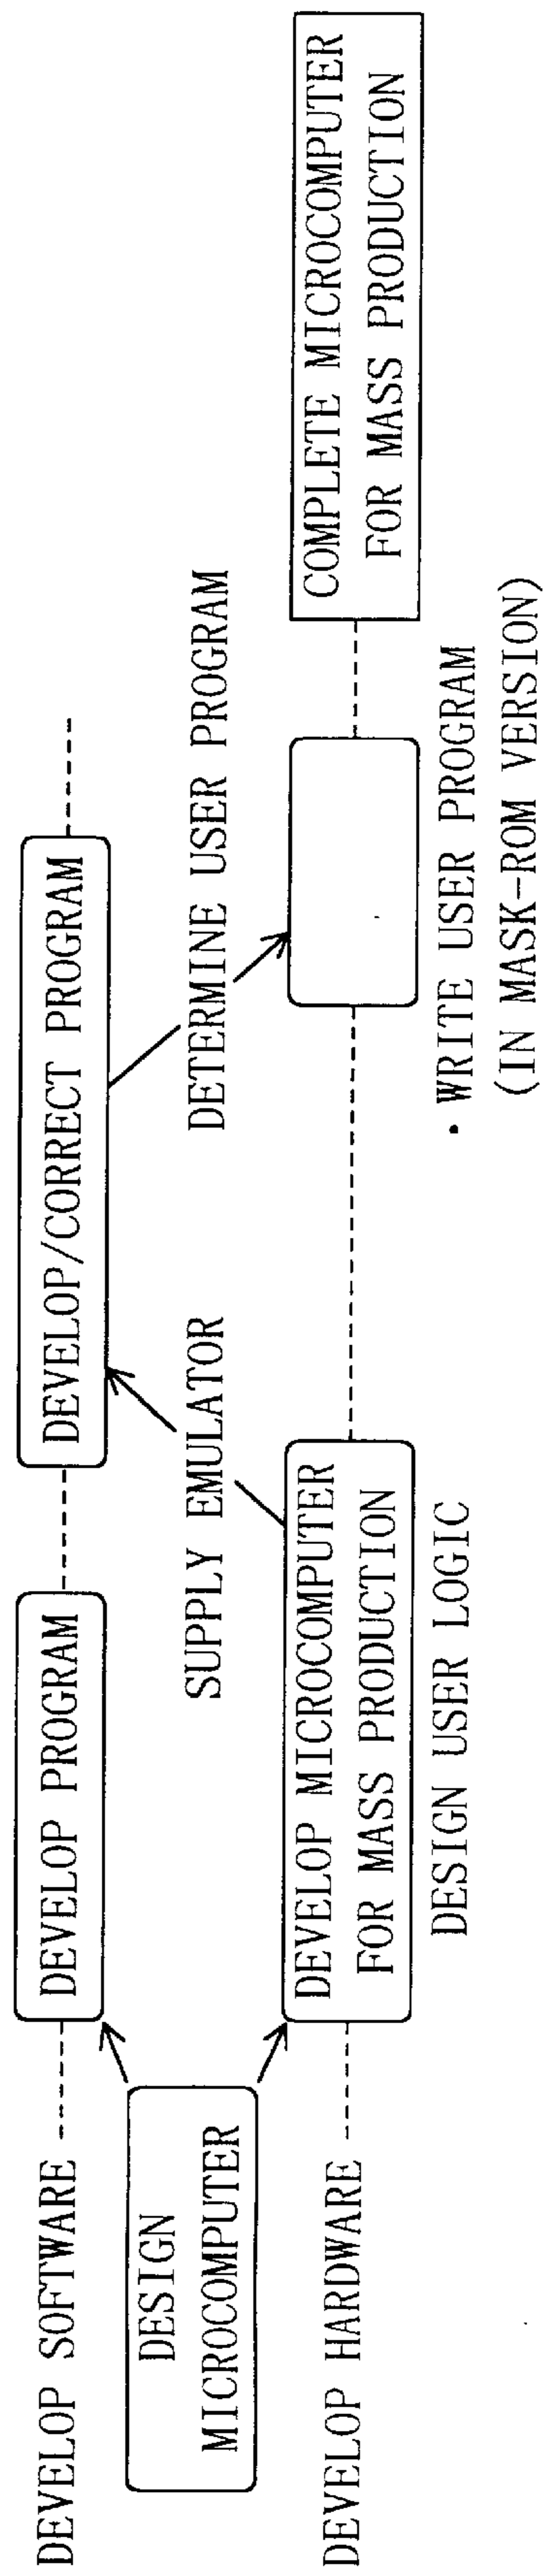 DEVELOP SOFTWARE
DEVELOP PROGRAM
DEVELOP/CORRECT PROGRAM
DESIGN
MICROCOMPUTER
SUPPLY EMULATOR
DETERMINE USER PROGRAM
DEVELOP HARDWARE
DEVELOP MICROCOMPUTER
FOR MASS PRODUCTION
COMPLETE MICROCOMPUTER
FOR MASS PRODUCTION
DESIGN USER LOGIC
· WRITE USER PROGRAM
(IN MASK-ROM VERSION)